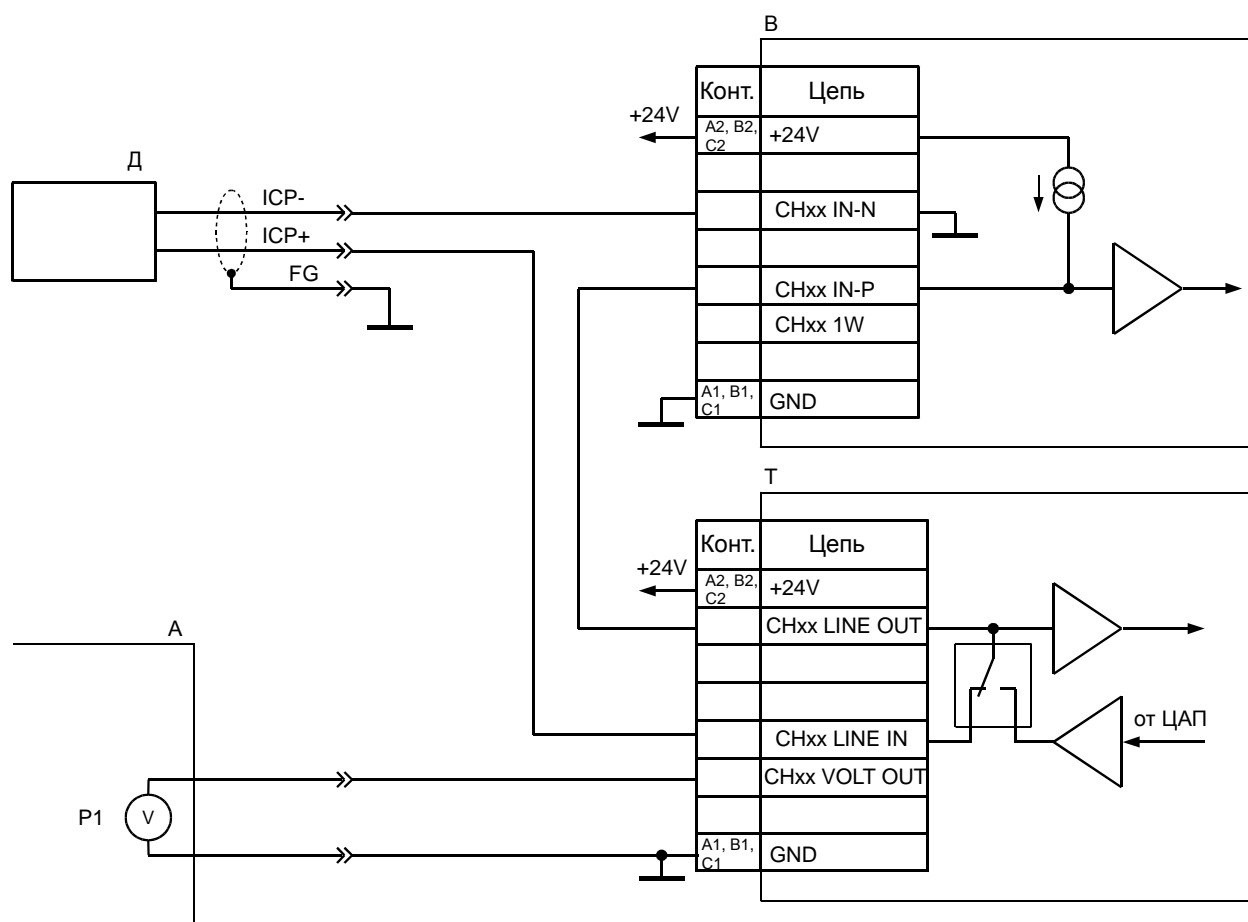 В
Конт. Цепь
+24V A2, B2, C2 +24V
Д
ICP-
CHxx IN-N
ICP+
FG
CHxx IN-P
CHxx 1W
A1, B1, C1 GND
Т
Конт. Цепь
+24V A2, B2, C2 +24V
А
CHxx LINE OUT
от ЦАП
CHxx LINE IN
CHxx VOLT OUT
P1 V
A1, B1, C1 GND